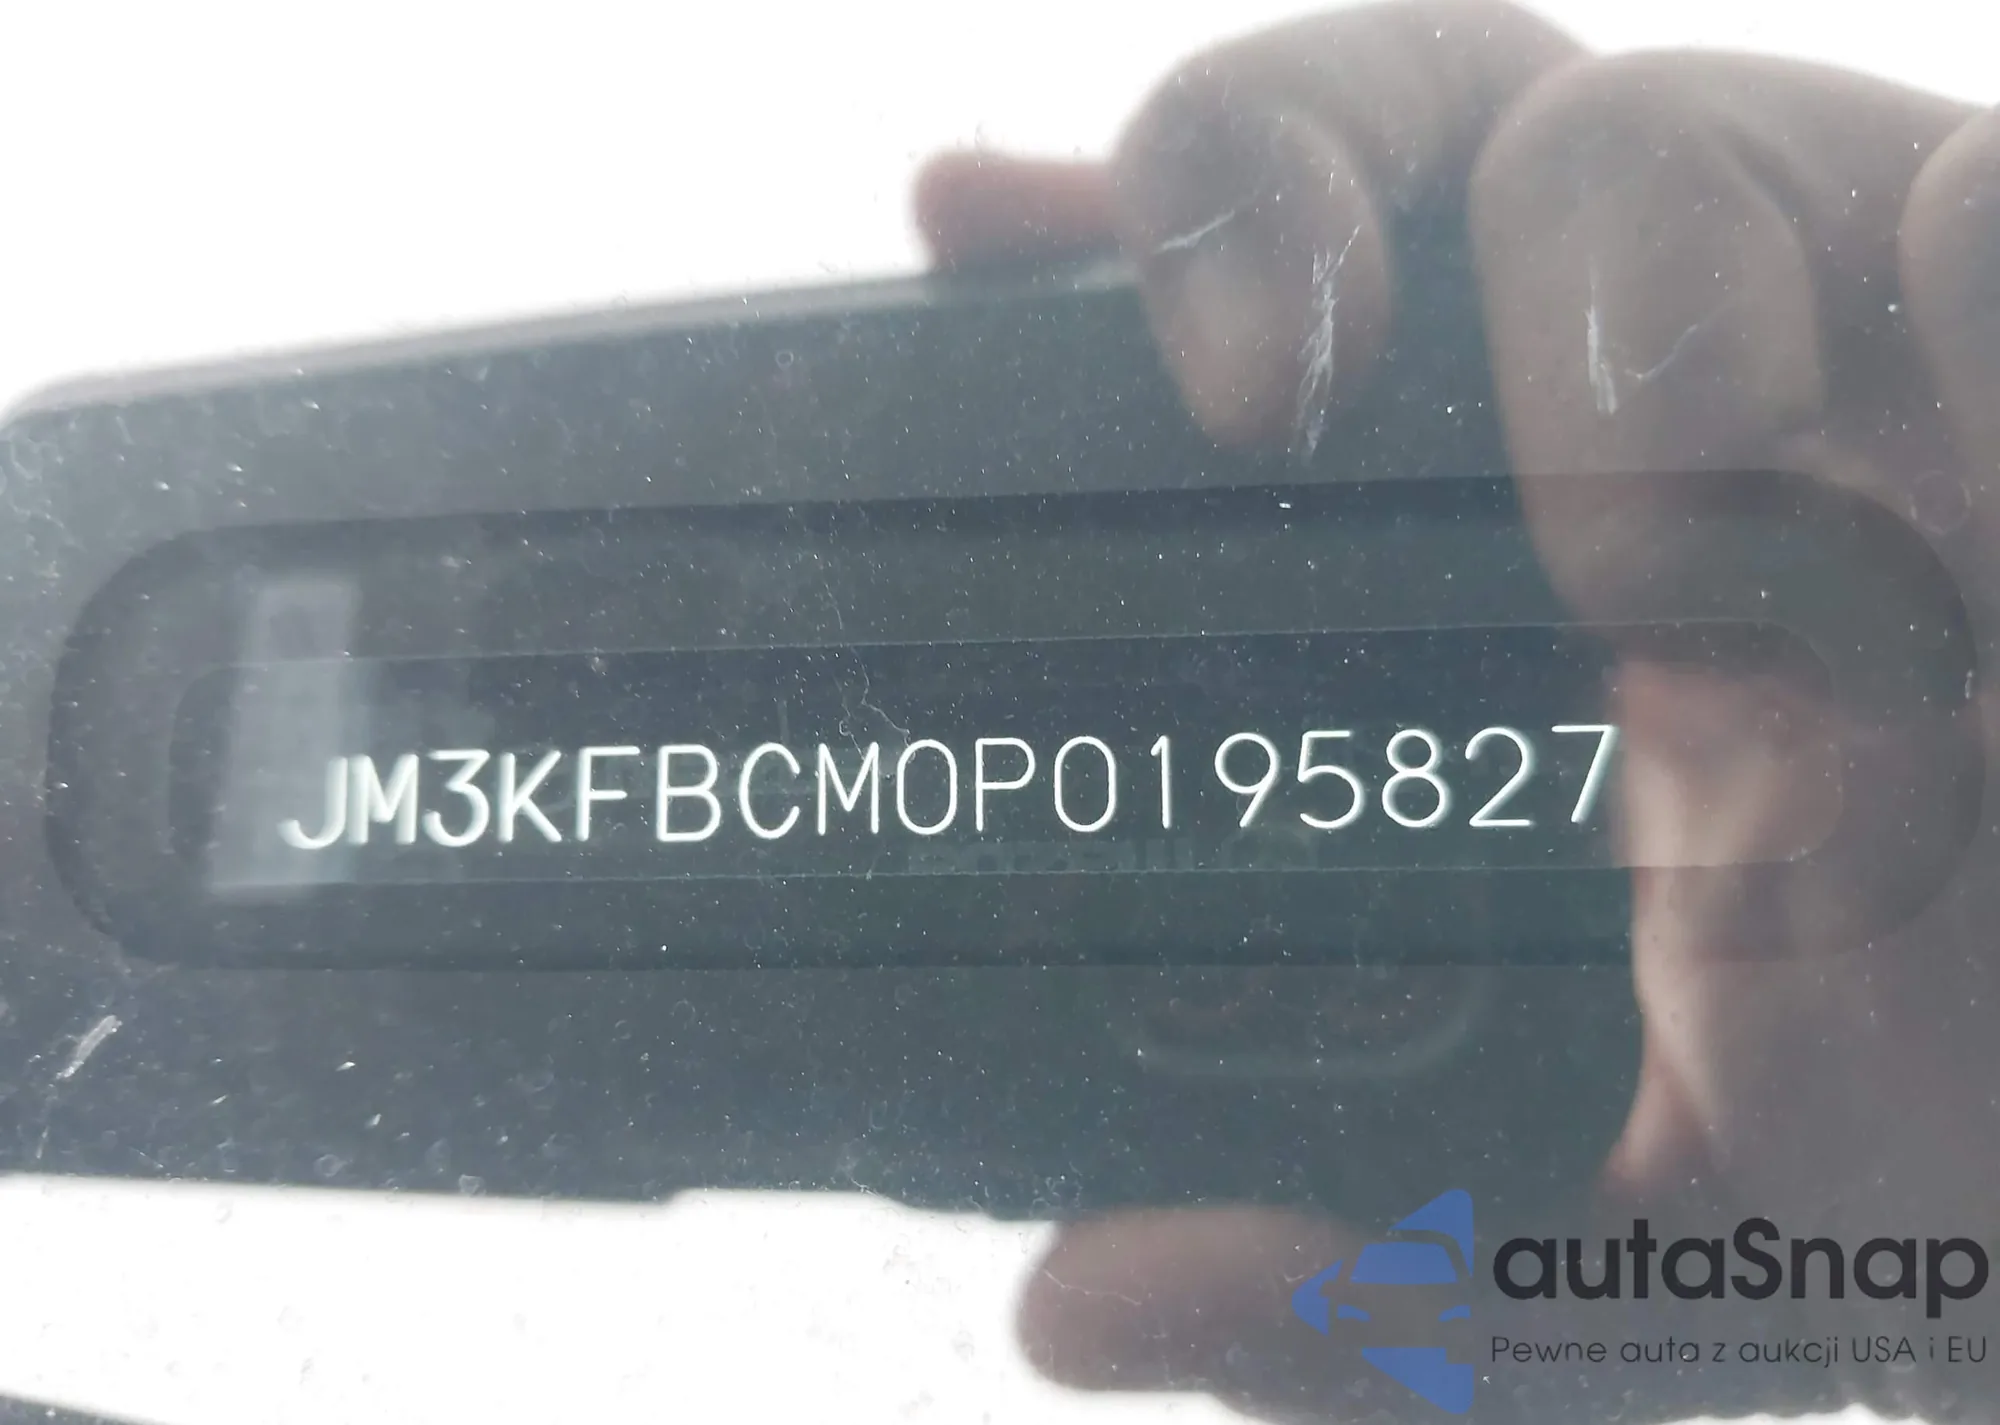 JM3KFBCM0P0195827
autaSnap
Pewne auta z aukcji USA i EU